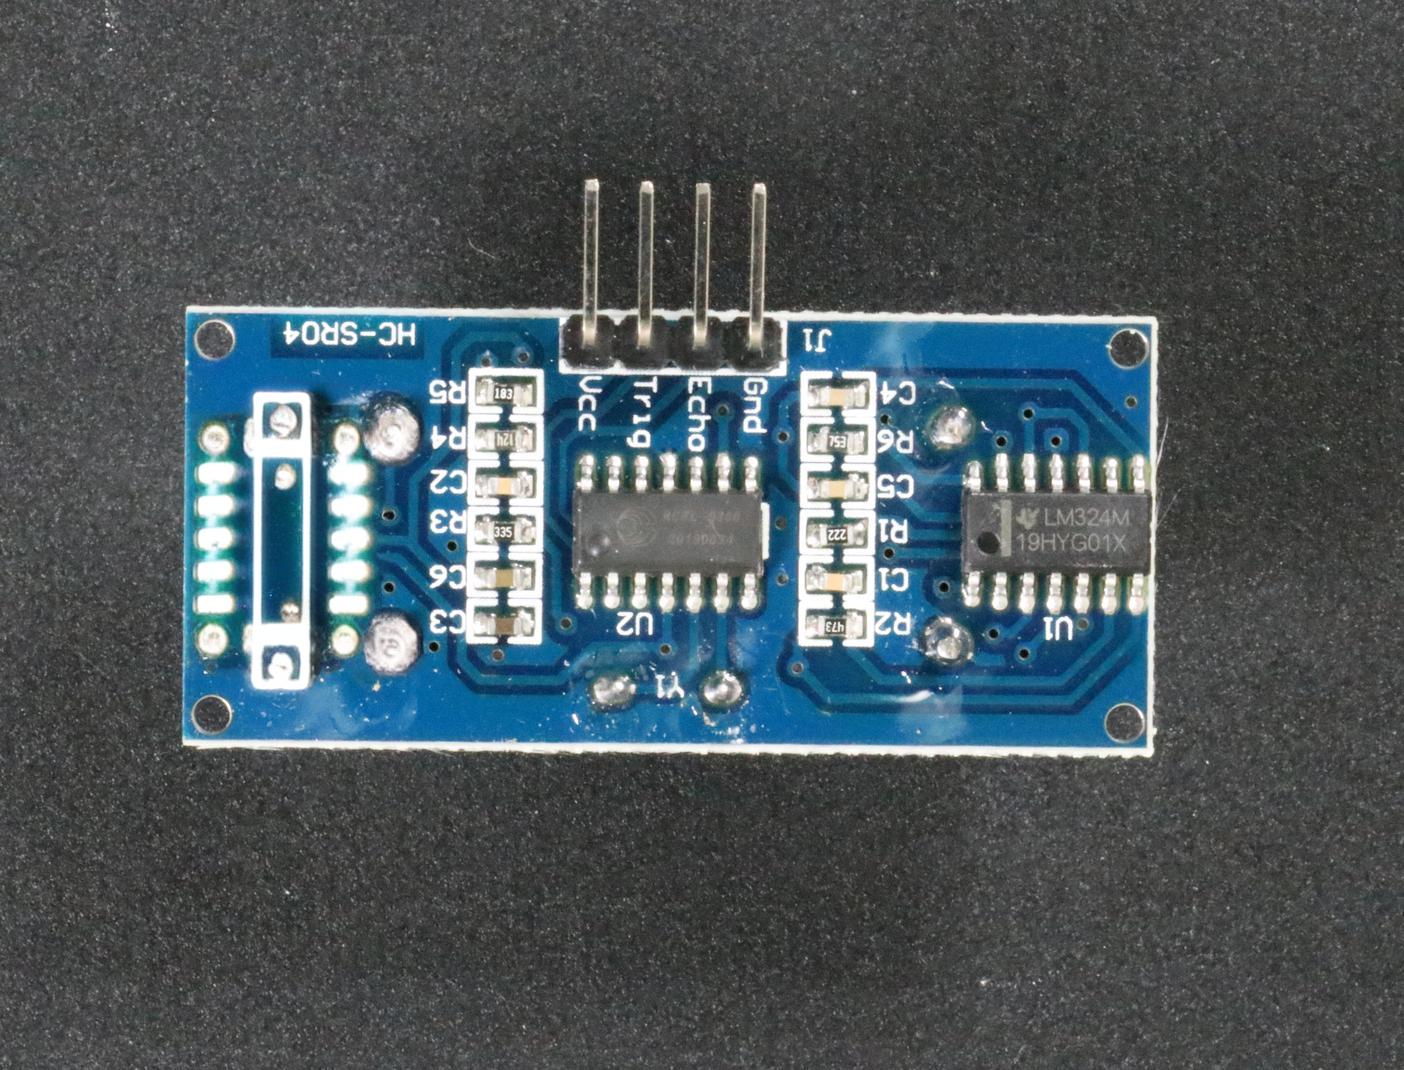 HC-SR04
J1
Vcc
Trig
Echo
Gnd
R5
183
C4
R4
124
R6
C2
C5
R3
335
R1
222
LM324M
19HYG01X
C6
C1
C3
R2
473
U2
U1
Y1